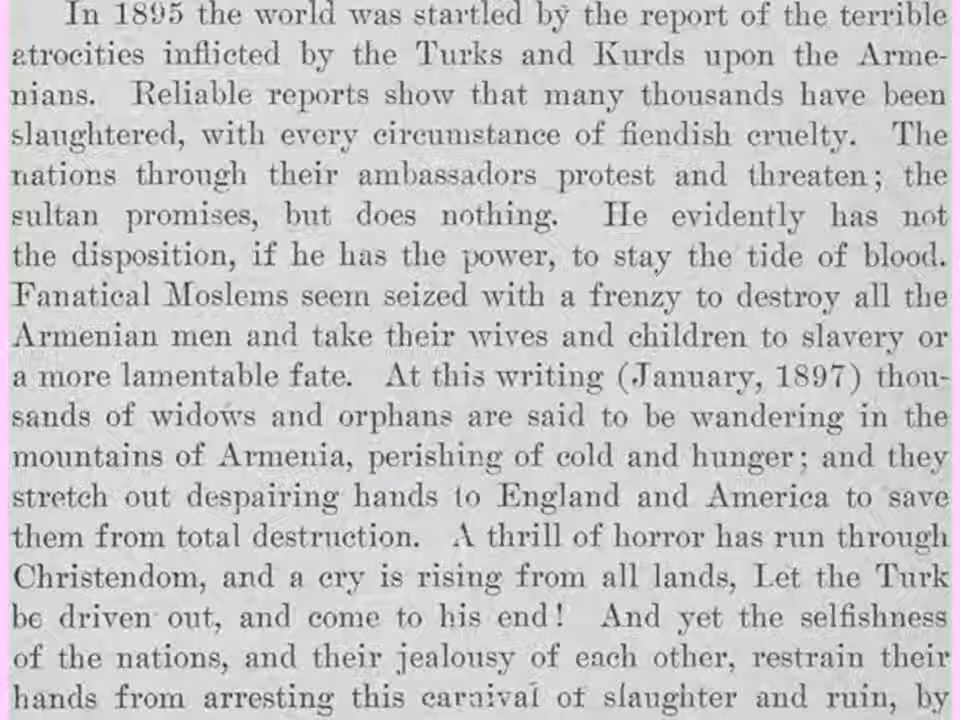 In 1895 the world was startled by the report of the terrible
atrocities inflicted by the Turks and Kurds upon the Arme-
nians. Reliable reports show that many thousands have been
slaughtered, with every circumstance of fiendish cruelty. The
nations through their ambassadors protest and threaten; the
sultan promises, but does nothing. He evidently has not
the disposition, if he has the power, to stay the tide of blood.
Fanatical Moslems seem seized with a frenzy to destroy all the
Armenian men and take their wives and children to slavery or
a more lamentable fate. At this writing (January, 1897) thou-
sands of widows and orphans are said to be wandering in the
mountains of Armenia, perishing of cold and hunger; and they
stretch out despairing hands to England and America to save
them from total destruction. A thrill of horror has run through
Christendom, and a cry is rising from all lands, Let the Turk
be driven out, and come to his end! And yet the selfishness
of the nations, and their jealousy of each other, restrain their
hands from arresting this carnival of slaughter and ruin, by